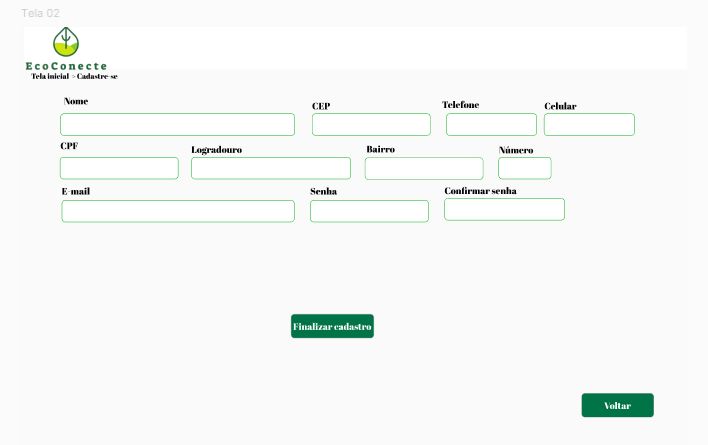 Tela 02
EcoConecte
Tela inicial > Cadastre-se
Nome
CEP
Telefone
Celular
CPF
Logradouro
Bairro
Número
E-mail
Senha
Confirmar senha
Finalizar cadastro
Voltar